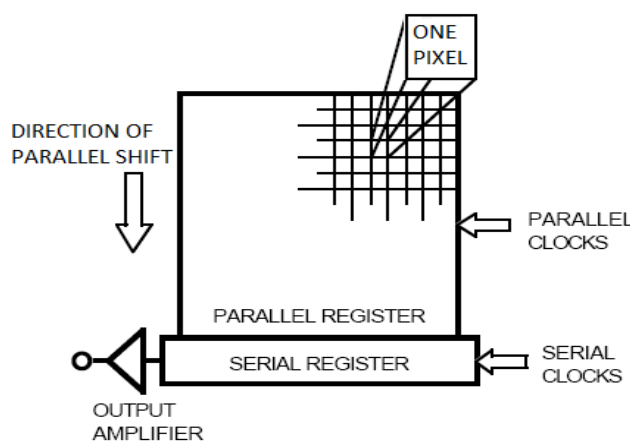 ONE
PIXEL
DIRECTION OF
PARALLEL SHIFT
PARALLEL
CLOCKS
PARALLEL REGISTER
SERIAL REGISTER
SERIAL
CLOCKS
OUTPUT
AMPLIFIER